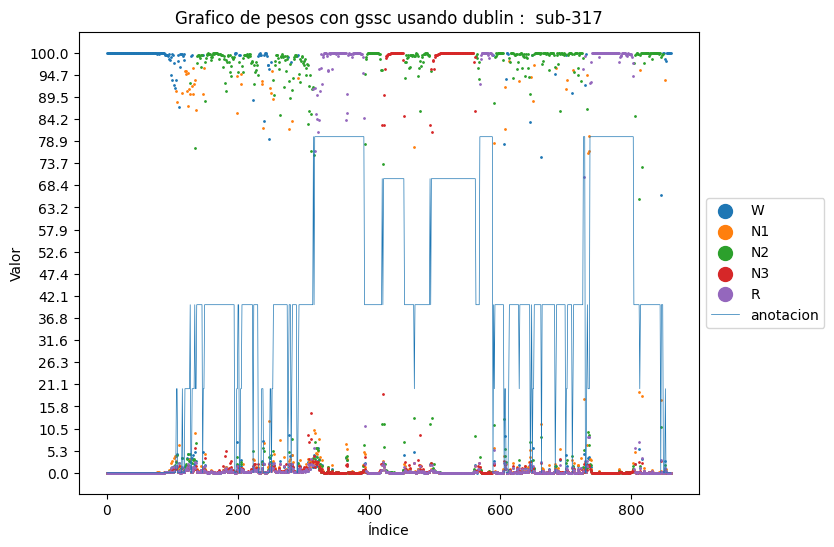 Grafico de pesos con gssc usando dublin :  sub-317
Valor
100.0
94.7
89.5
84.2
78.9
73.7
68.4
63.2
57.9
52.6
47.4
42.1
36.8
31.6
26.3
21.1
15.8
10.5
5.3
0.0
0 200 400 600 800
Índice
W
N1
N2
N3
R
anotacion